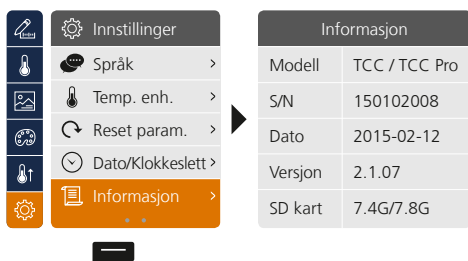 Innstillinger
Språk
Temp. enh.
Reset param.
Dato/Klokkeslett
Informasjon
Informasjon
Modell TCC / TCC Pro
S/N 150102008
Dato 2015-02-12
Versjon 2.1.07
SD kart 7.4G/7.8G